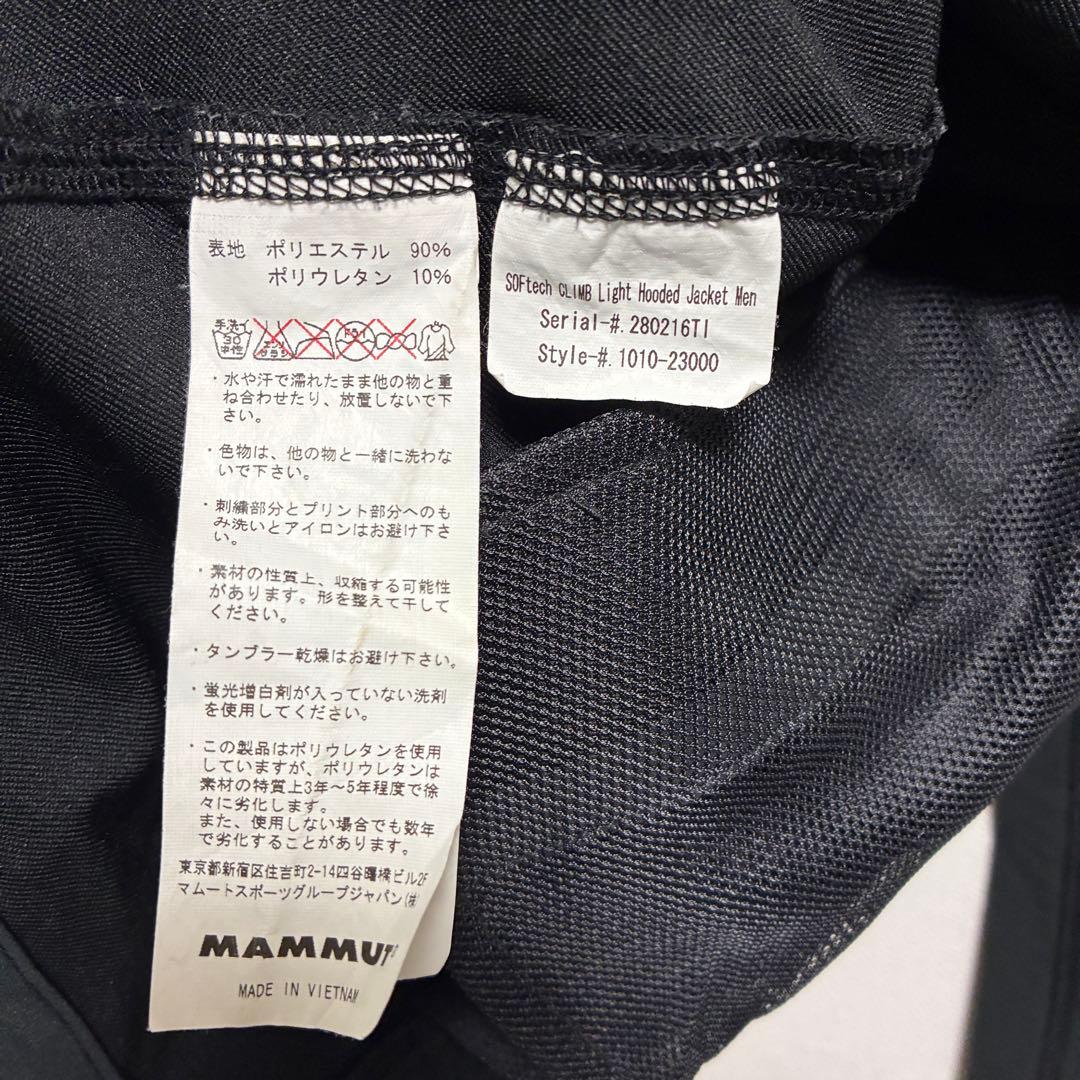 表地 ポリエステル 90%
ポリウレタン 10%
手洗イ
30
中性
エンソ
サラシ
ドライ
・水や汗で濡れたまま他の物と重
ね合わせたり、放置しないで下
さい。
・色物は、他の物と一緒に洗わな
いで下さい。
・刺繍部分とプリント部分へのも
み洗いとアイロンはお避け下さ
い。
・素材の性質上、収縮する可能性
があります。形を整えて干して
ください。
・タンブラー乾燥はお避け下さい。
・蛍光増白剤が入っていない洗剤
を使用してください。
・この製品はポリウレタンを使用
していますが、ポリウレタンは
素材の特質上3年～5年程度で徐
々に劣化します。
また、使用しない場合でも数年
で劣化することがあります。
東京都新宿区住吉町2-14四谷曙橋ビル2F
マムートスポーツグループジャパン(株)
MAMMUT
MADE IN VIETNAM
SOFtech CLIMB Light Hooded Jacket Men
Serial-#. 280216TI
Style-#. 1010-23000